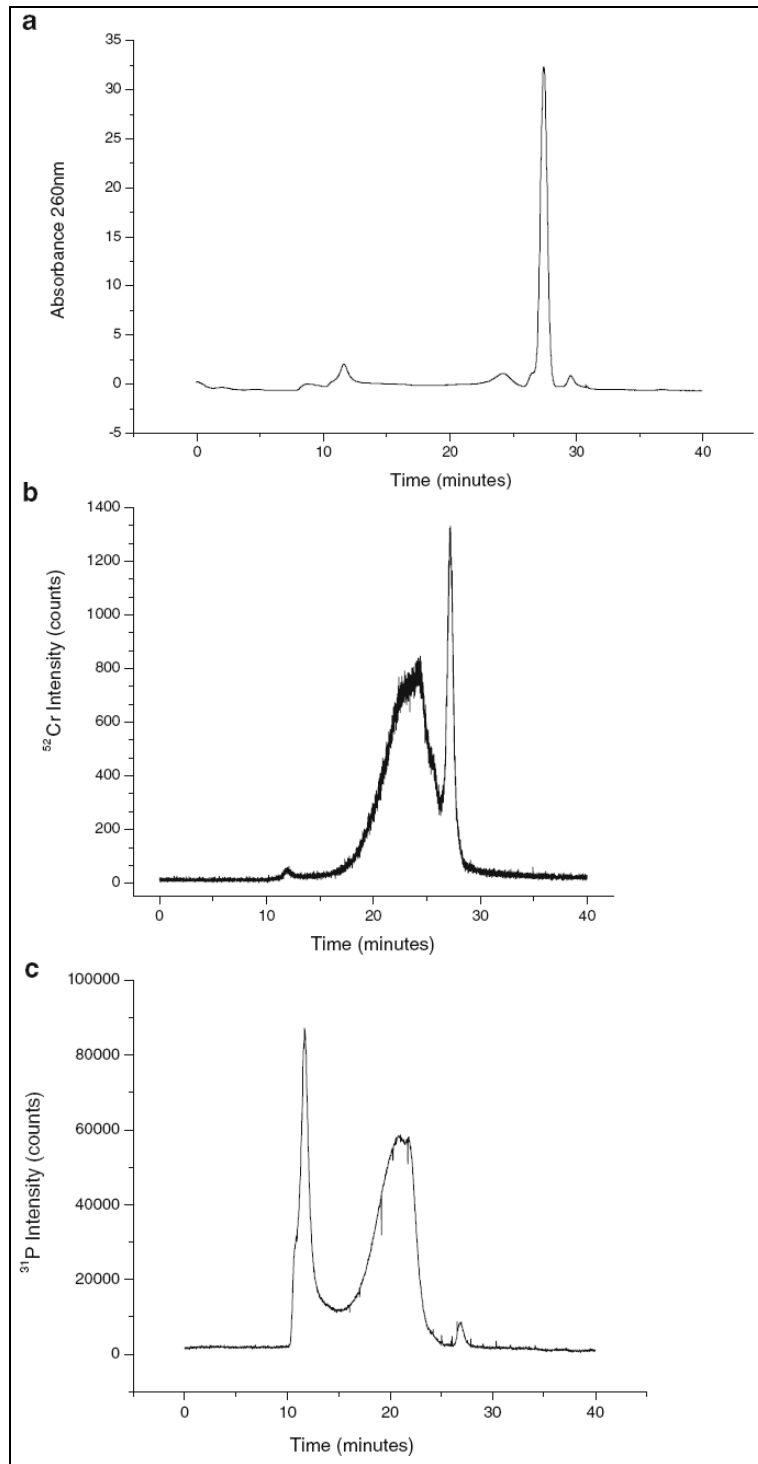 a
35
30
25
20
15
10
5
0
-5
Absorbance 260nm
0 10 20 30 40
Time (minutes)
b
1400
1200
1000
800
600
400
200
0
52Cr Intensity (counts)
0 10 20 30 40
Time (minutes)
c
100000
80000
60000
40000
20000
0
31P Intensity (counts)
0 10 20 30 40
Time (minutes)